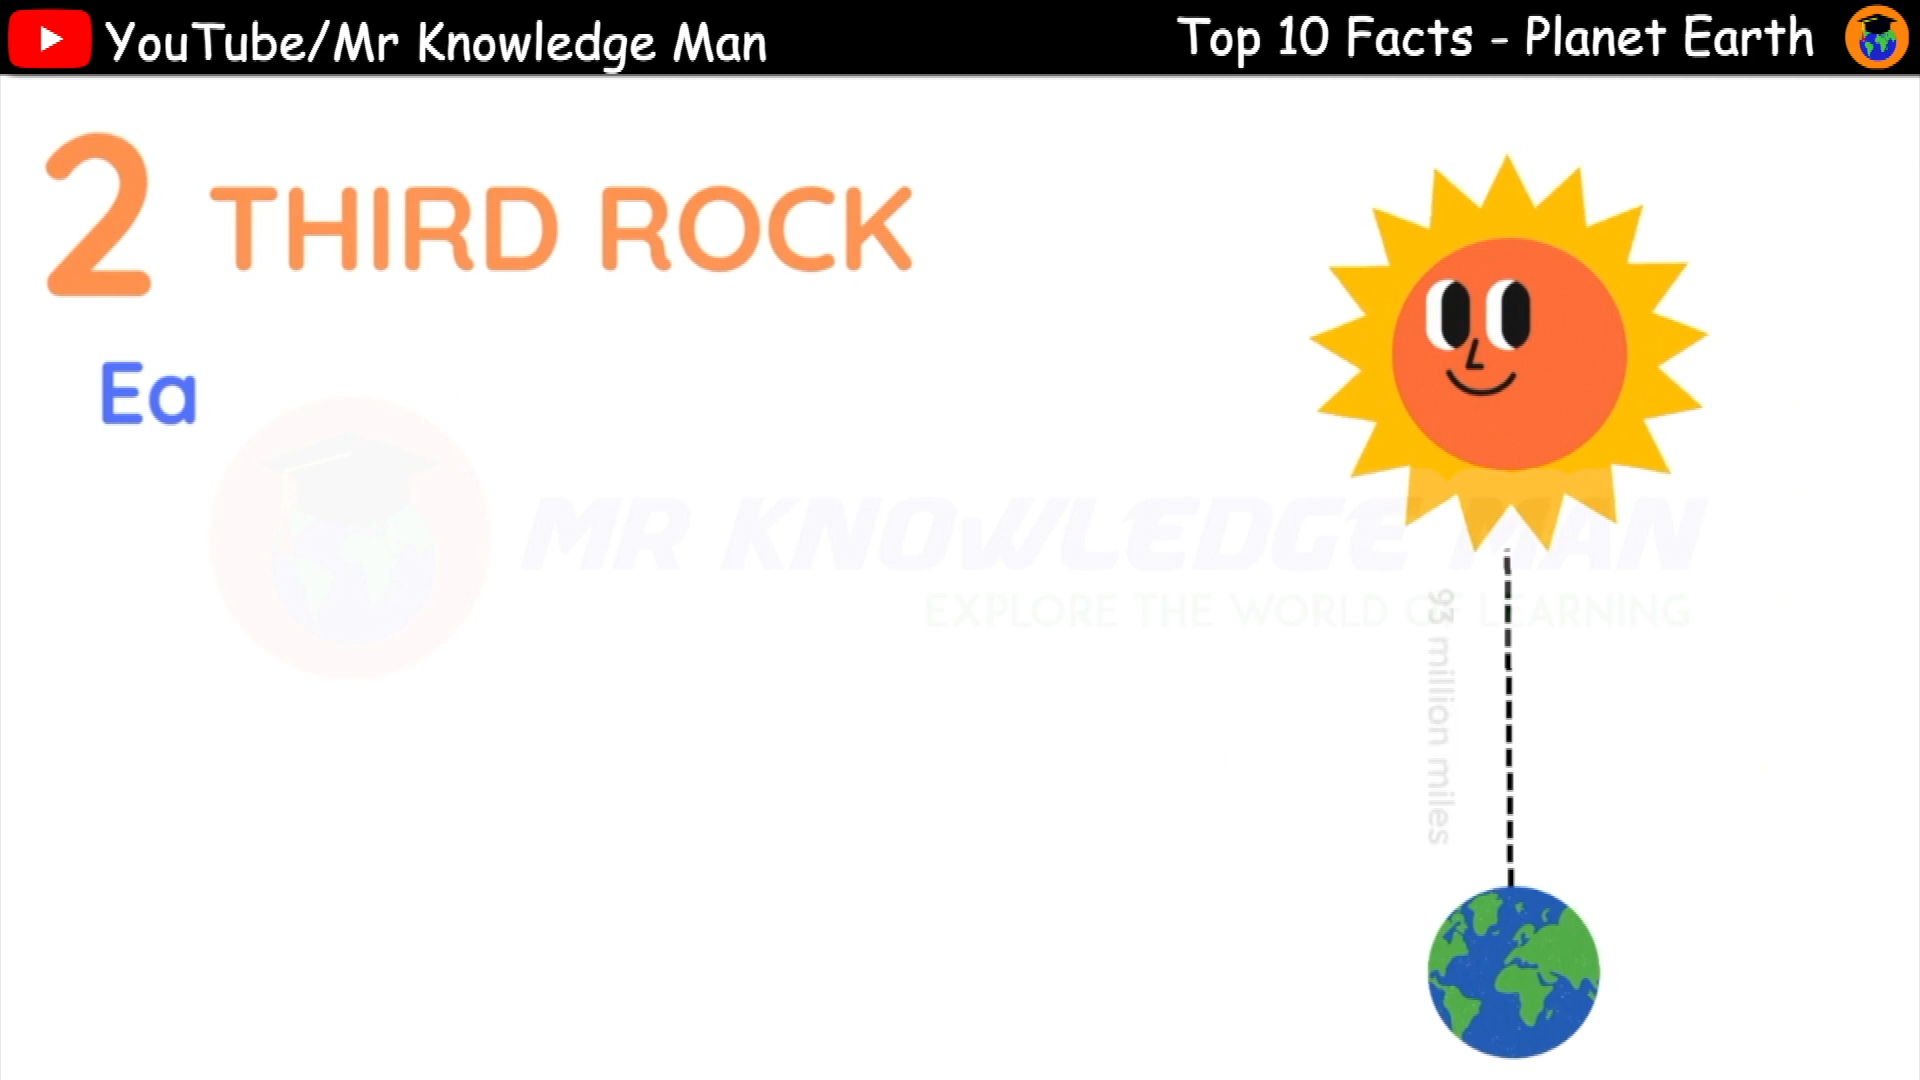 YouTube/Mr Knowledge Man
Top 10 Facts - Planet Earth
2 THIRD ROCK
Ea
MR KNOWLEDGE MAN
EXPLORE THE WORLD OF LEARNING
93 million miles